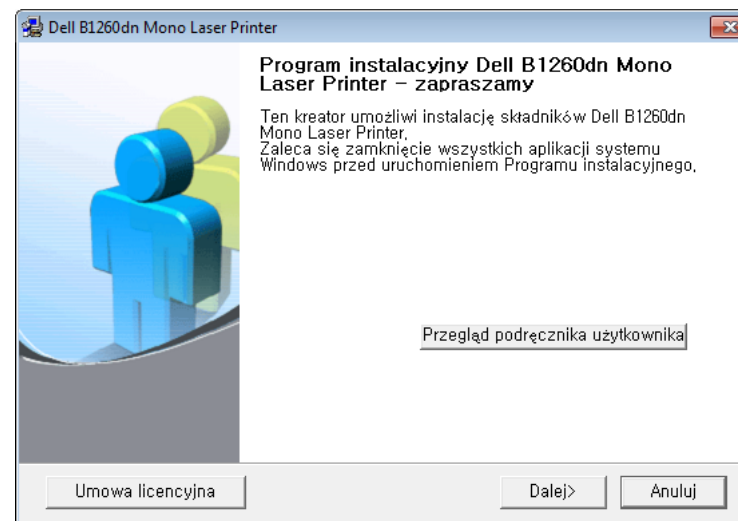 Dell B1260dn Mono Laser Printer
Program instalacyjny Dell B1260dn Mono
Laser Printer – zapraszamy
Ten kreator umożliwi instalację składników Dell B1260dn
Mono Laser Printer.
Zaleca się zamknięcie wszystkich aplikacji systemu
Windows przed uruchomieniem Programu instalacyjnego.
Przegląd podręcznika użytkownika
Umowa licencyjna
Dalej>
Anuluj